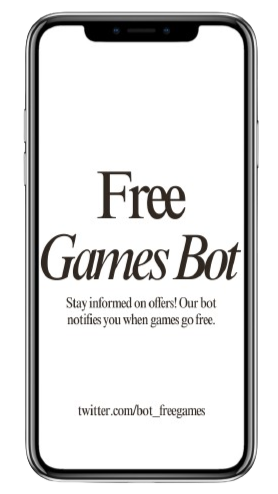 Free
Games Bot
Stay informed on offers! Our bot
notifies you when games go free.
twitter.com/bot_freegames